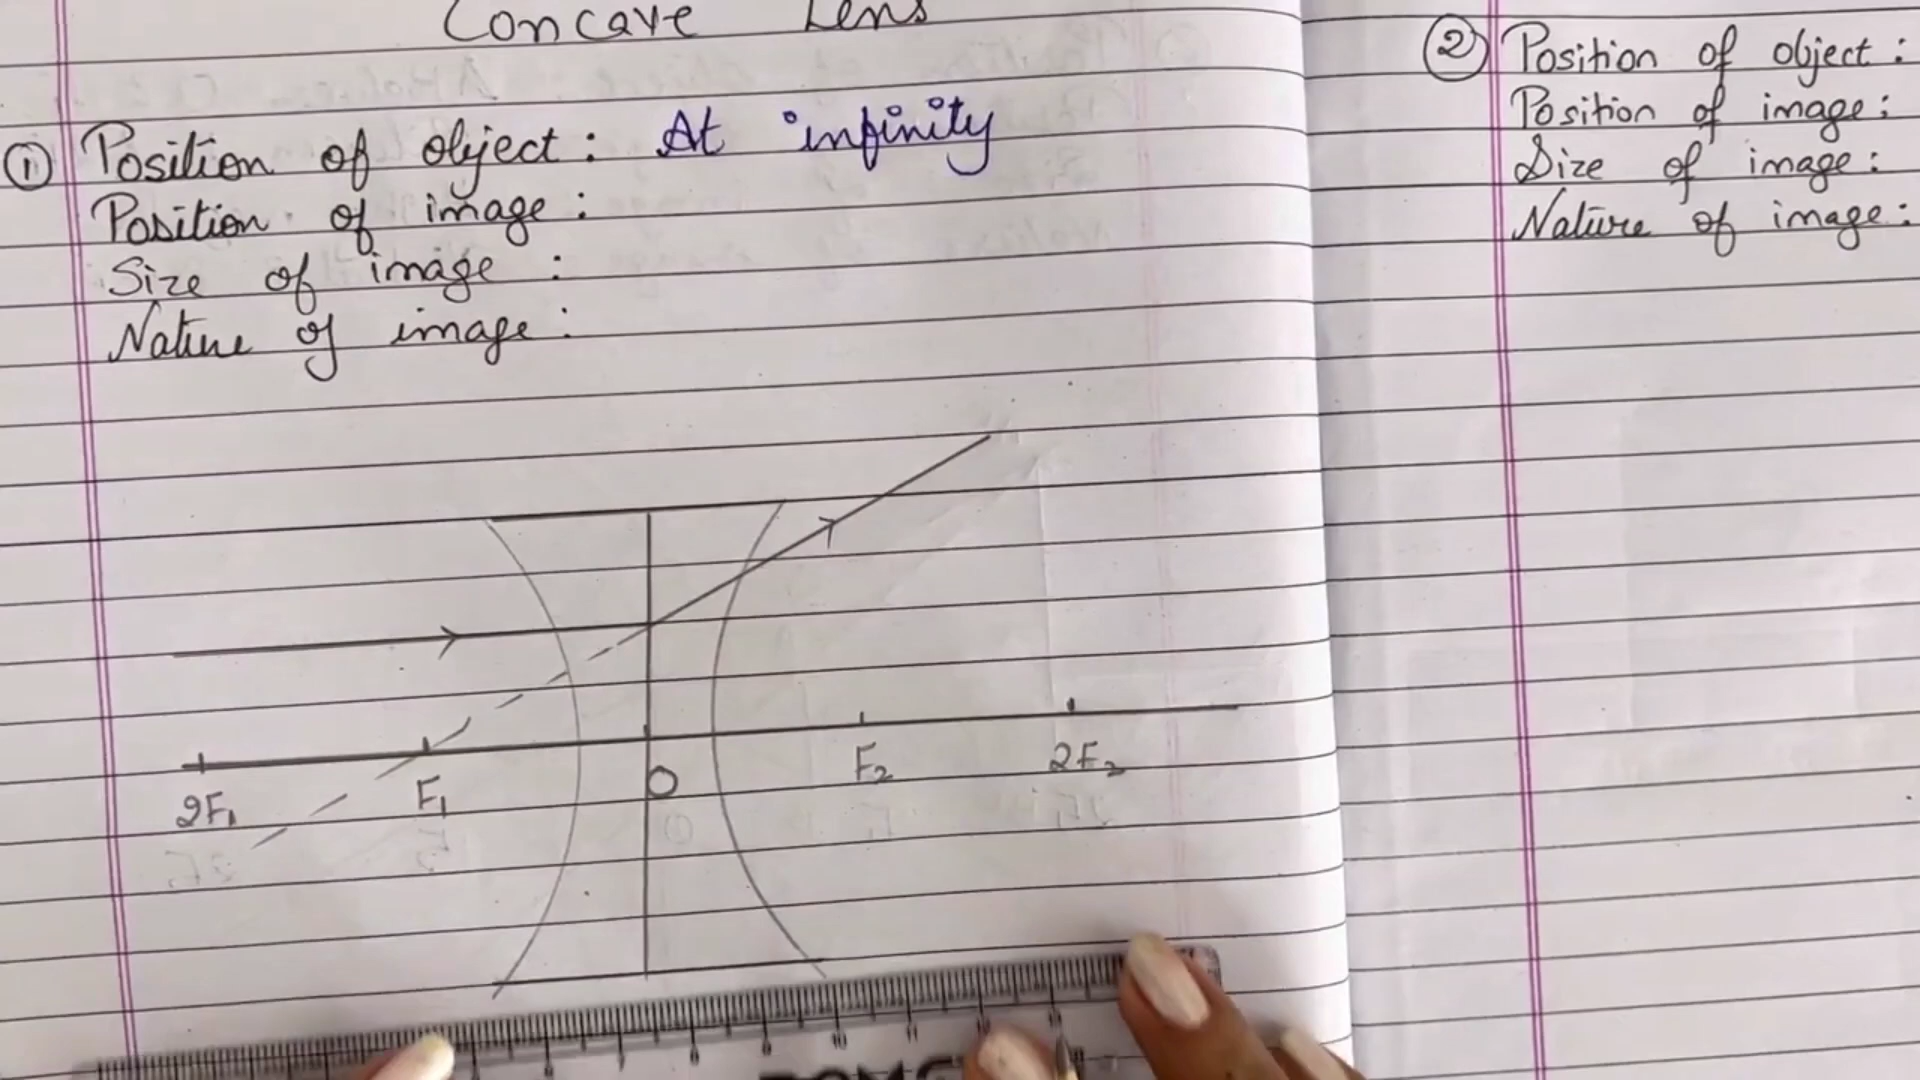 Concave Lens
① Position of object: At infinity
Position of image:
Size of image :
Nature of image:
2F₁ F₁ O F₂ 2F₂
② Position of object:
Position of image:
Size of image:
Nature of image: